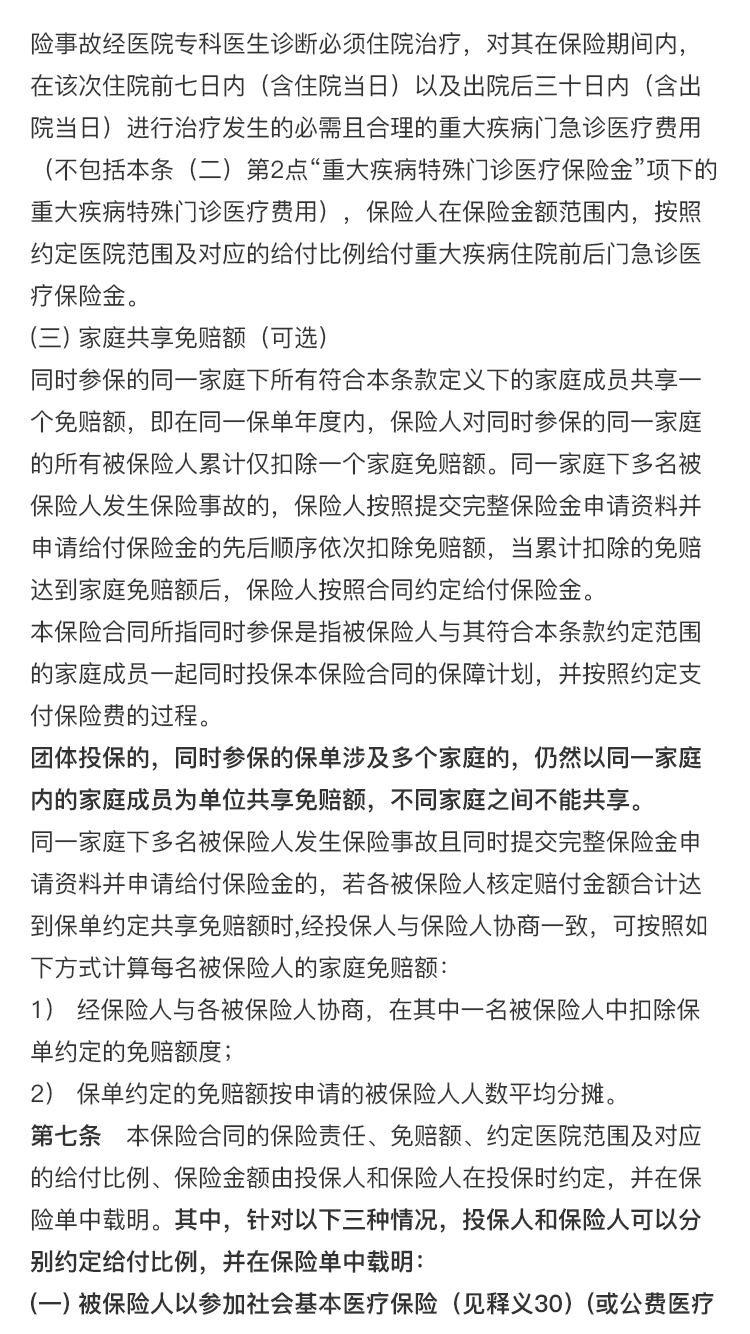 险事故经医院专科医生诊断必须住院治疗，对其在保险期间内，
在该次住院前七日内（含住院当日）以及出院后三十日内（含出
院当日）进行治疗发生的必需且合理的重大疾病门急诊医疗费用
（不包括本条（二）第2点“重大疾病特殊门诊医疗保险金”项下的
重大疾病特殊门诊医疗费用），保险人在保险金额范围内，按照
约定医院范围及对应的给付比例给付重大疾病住院前后门急诊医
疗保险金。
(三) 家庭共享免赔额（可选）
同时参保的同一家庭下所有符合本条款定义下的家庭成员共享一
个免赔额，即在同一保单年度内，保险人对同时参保的同一家庭
的所有被保险人累计仅扣除一个家庭免赔额。同一家庭下多名被
保险人发生保险事故的，保险人按照提交完整保险金申请资料并
申请给付保险金的先后顺序依次扣除免赔额，当累计扣除的免赔
达到家庭免赔额后，保险人按照合同约定给付保险金。
本保险合同所指同时参保是指被保险人与其符合本条款约定范围
的家庭成员一起同时投保本保险合同的保障计划，并按照约定支
付保险费的过程。
团体投保的，同时参保的保单涉及多个家庭的，仍然以同一家庭
内的家庭成员为单位共享免赔额，不同家庭之间不能共享。
同一家庭下多名被保险人发生保险事故且同时提交完整保险金申
请资料并申请给付保险金的，若各被保险人核定赔付金额合计达
到保单约定共享免赔额时,经投保人与保险人协商一致，可按照如
下方式计算每名被保险人的家庭免赔额：
1） 经保险人与各被保险人协商，在其中一名被保险人中扣除保
单约定的免赔额度；
2） 保单约定的免赔额按申请的被保险人人数平均分摊。
第七条 本保险合同的保险责任、免赔额、约定医院范围及对应
的给付比例、保险金额由投保人和保险人在投保时约定，并在保
险单中载明。其中，针对以下三种情况，投保人和保险人可以分
别约定给付比例，并在保险单中载明：
(一) 被保险人以参加社会基本医疗保险（见释义30）(或公费医疗